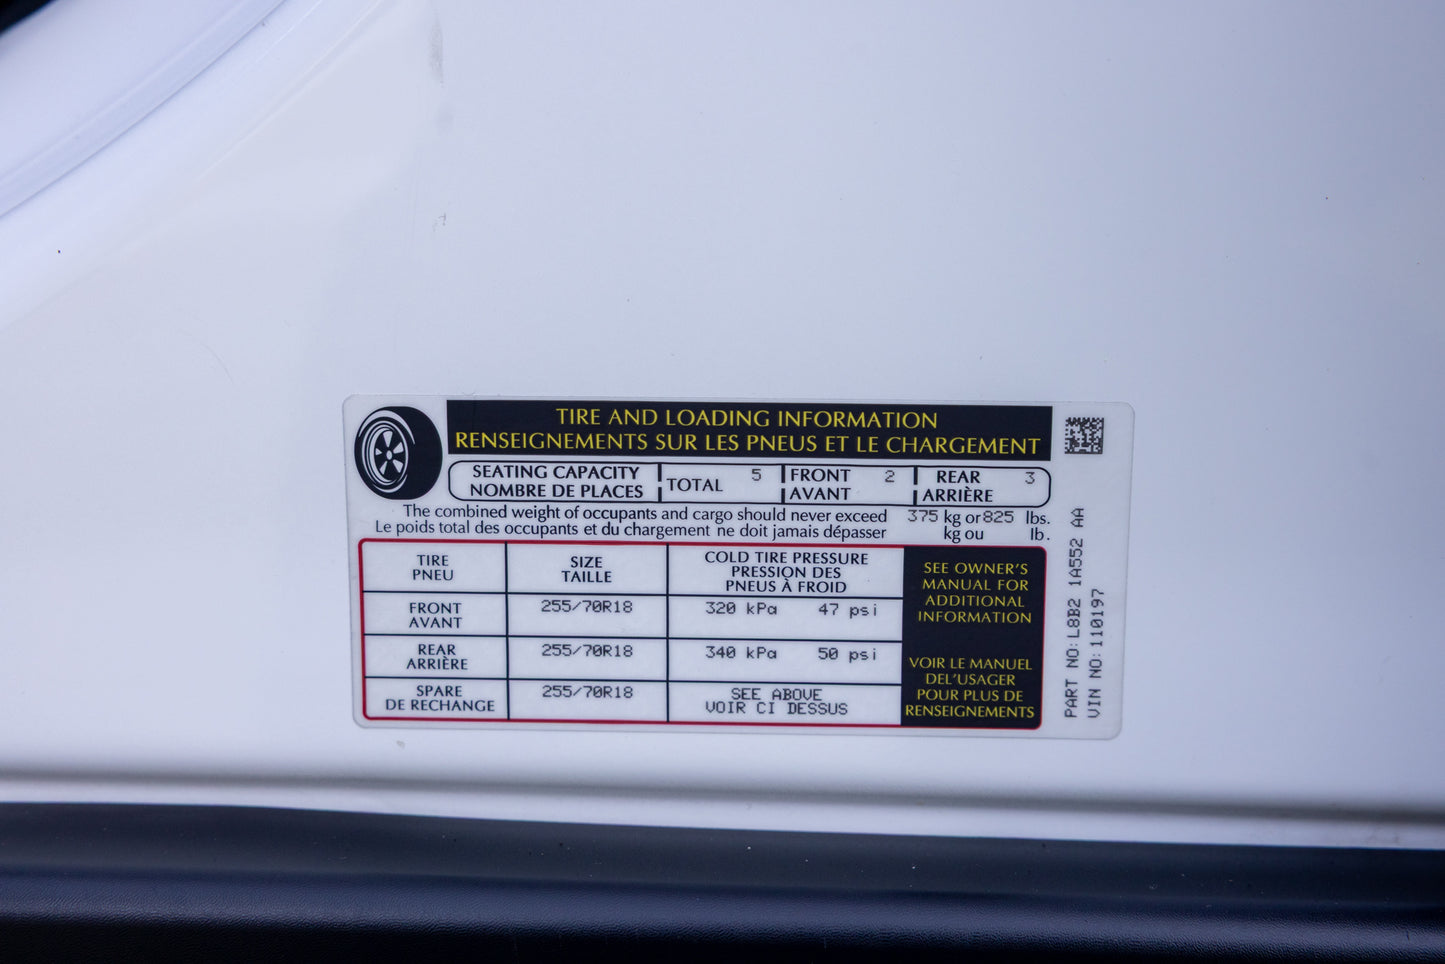 TIRE AND LOADING INFORMATION
RENSEIGNEMENTS SUR LES PNEUS ET LE CHARGEMENT
SEATING CAPACITY
NOMBRE DE PLACES
TOTAL 5
FRONT 2
AVANT
REAR 3
ARRIÈRE
The combined weight of occupants and cargo should never exceed 375 kg or 825 lbs.
Le poids total des occupants et du chargement ne doit jamais dépasser kg ou lb.
TIRE
PNEU
SIZE
TAILLE
COLD TIRE PRESSURE
PRESSION DES
PNEUS À FROID
FRONT
AVANT
255/70R18
320 kPa 47 psi
REAR
ARRIÈRE
255/70R18
340 kPa 50 psi
SPARE
DE RECHANGE
255/70R18
SEE ABOVE
VOIR CI DESSUS
SEE OWNER'S
MANUAL FOR
ADDITIONAL
INFORMATION
VOIR LE MANUEL
DEL'USAGER
POUR PLUS DE
RENSEIGNEMENTS
PART NO: L8B2 1A552 AA
VIN NO: 110197